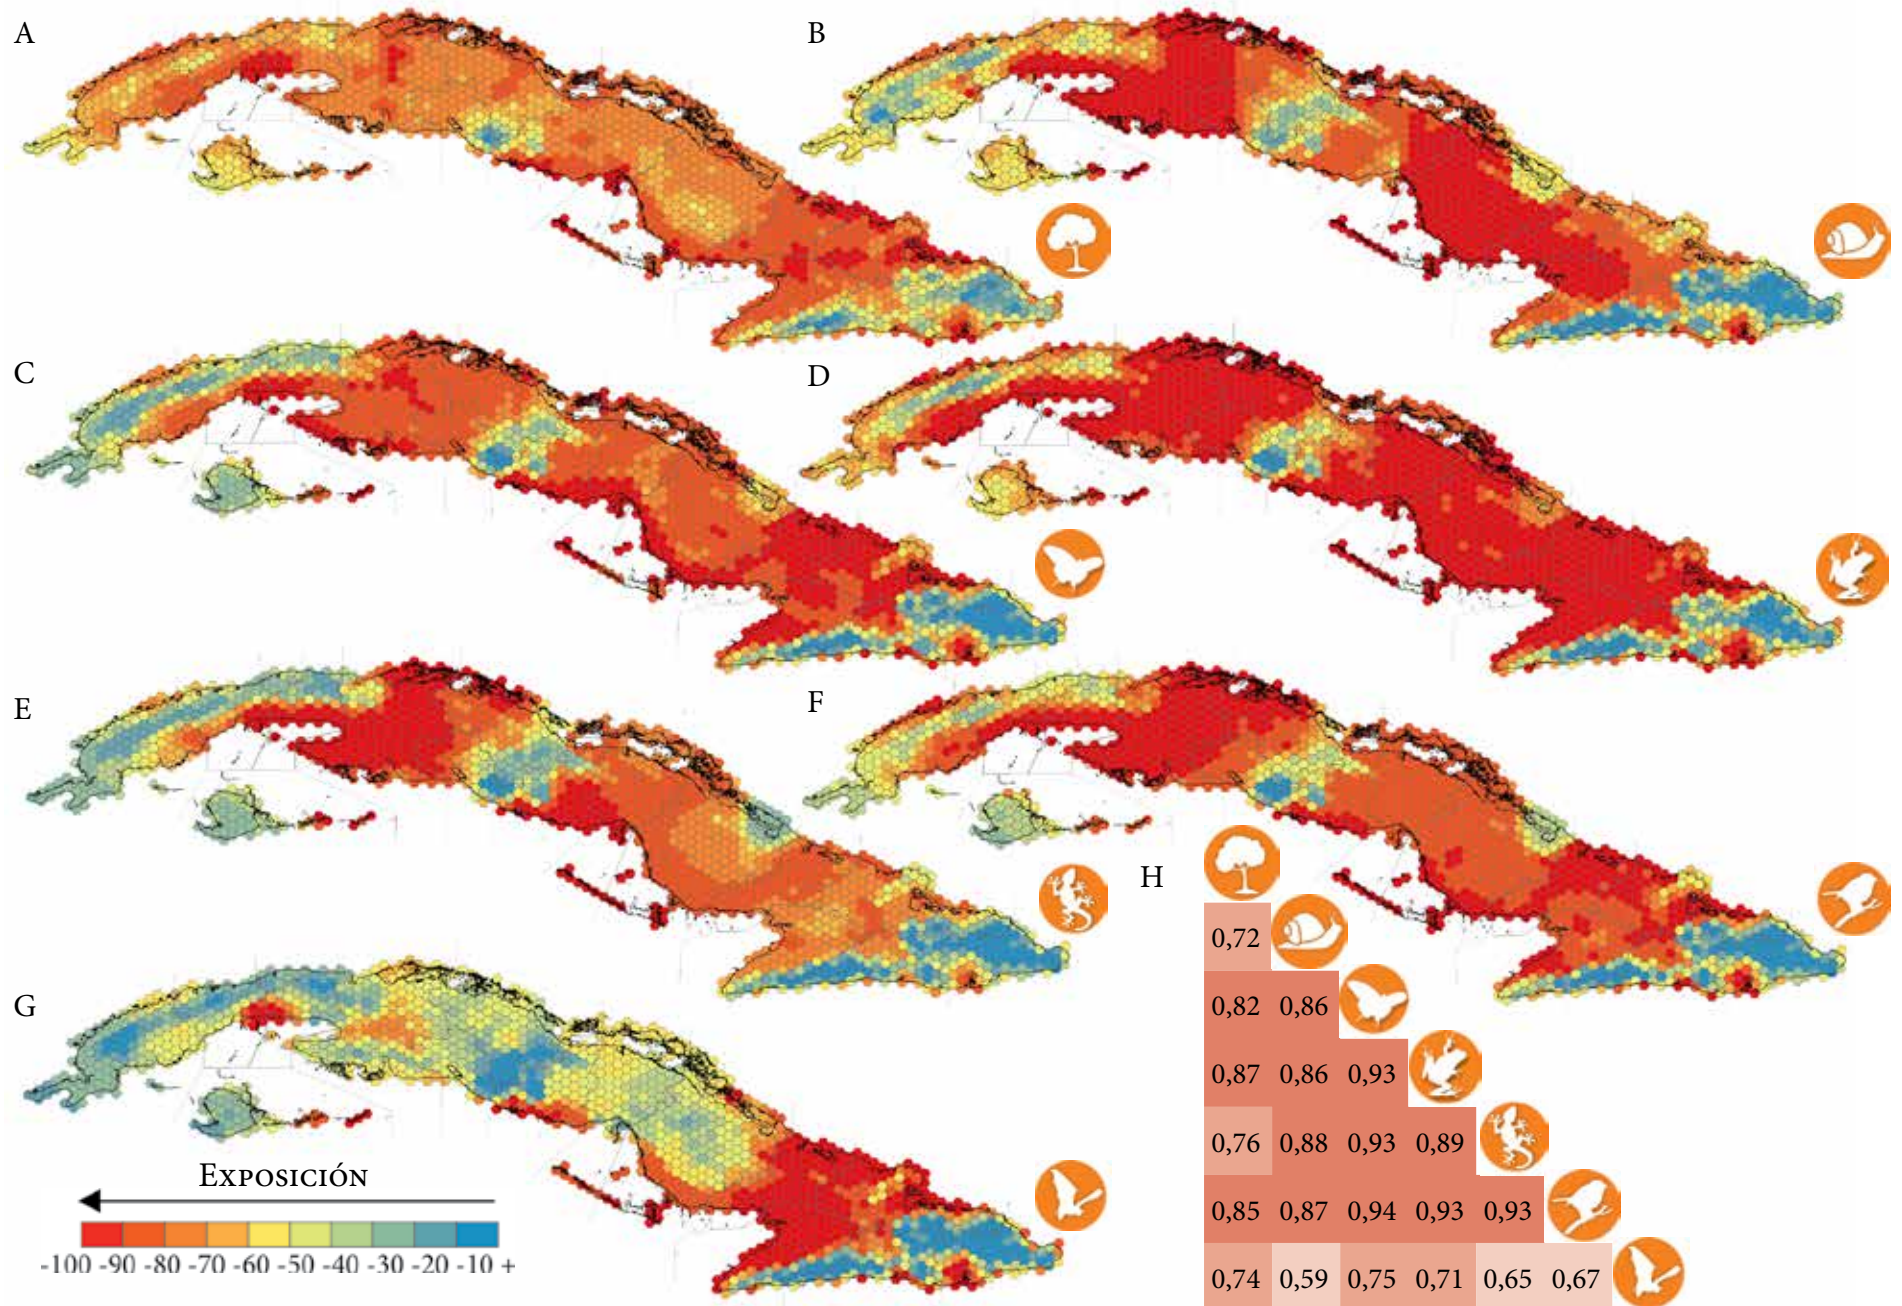 A
B
C
D
E
F
G
H
EXPOSICIÓN
-100 -90 -80 -70 -60 -50 -40 -30 -20 -10 +
0,72
0,82 0,86
0,87 0,86 0,93
0,76 0,88 0,93 0,89
0,85 0,87 0,94 0,93 0,93
0,74 0,59 0,75 0,71 0,65 0,67